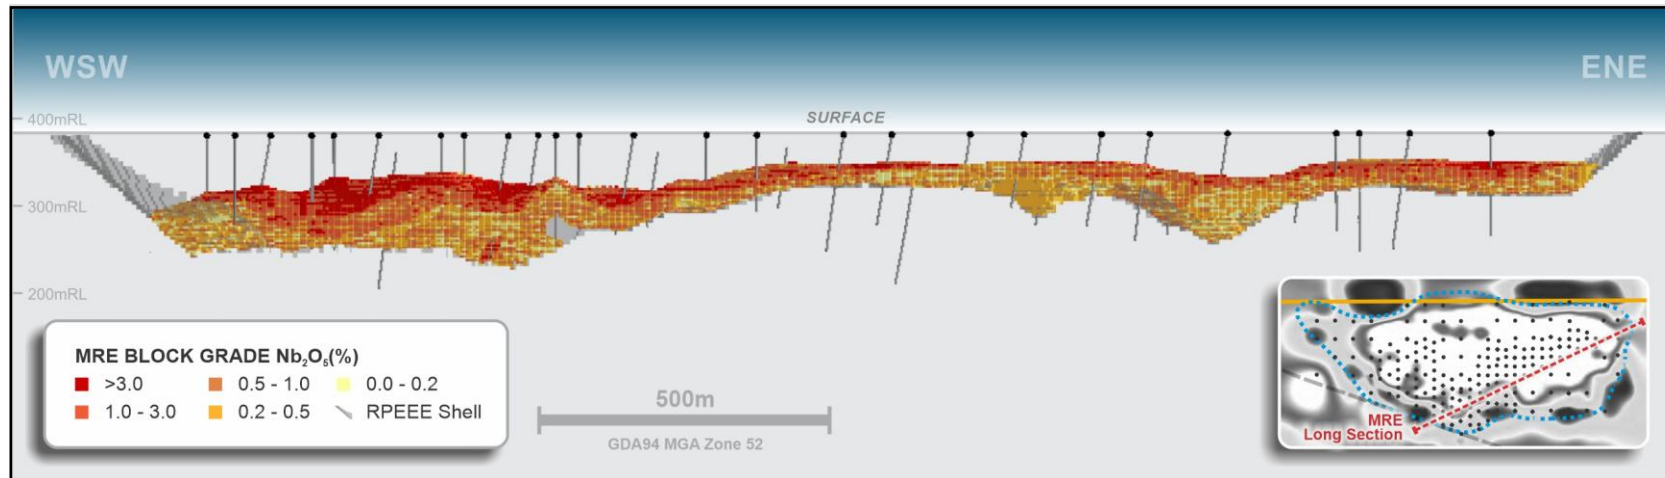 WSW
ENE
400mRL
SURFACE
300mRL
200mRL
MRE BLOCK GRADE Nb₂O₅(%)
>3.0
0.5 - 1.0
0.0 - 0.2
1.0 - 3.0
0.2 - 0.5
RPEEE Shell
500m
GDA94 MGA Zone 52
MRE
Long Section